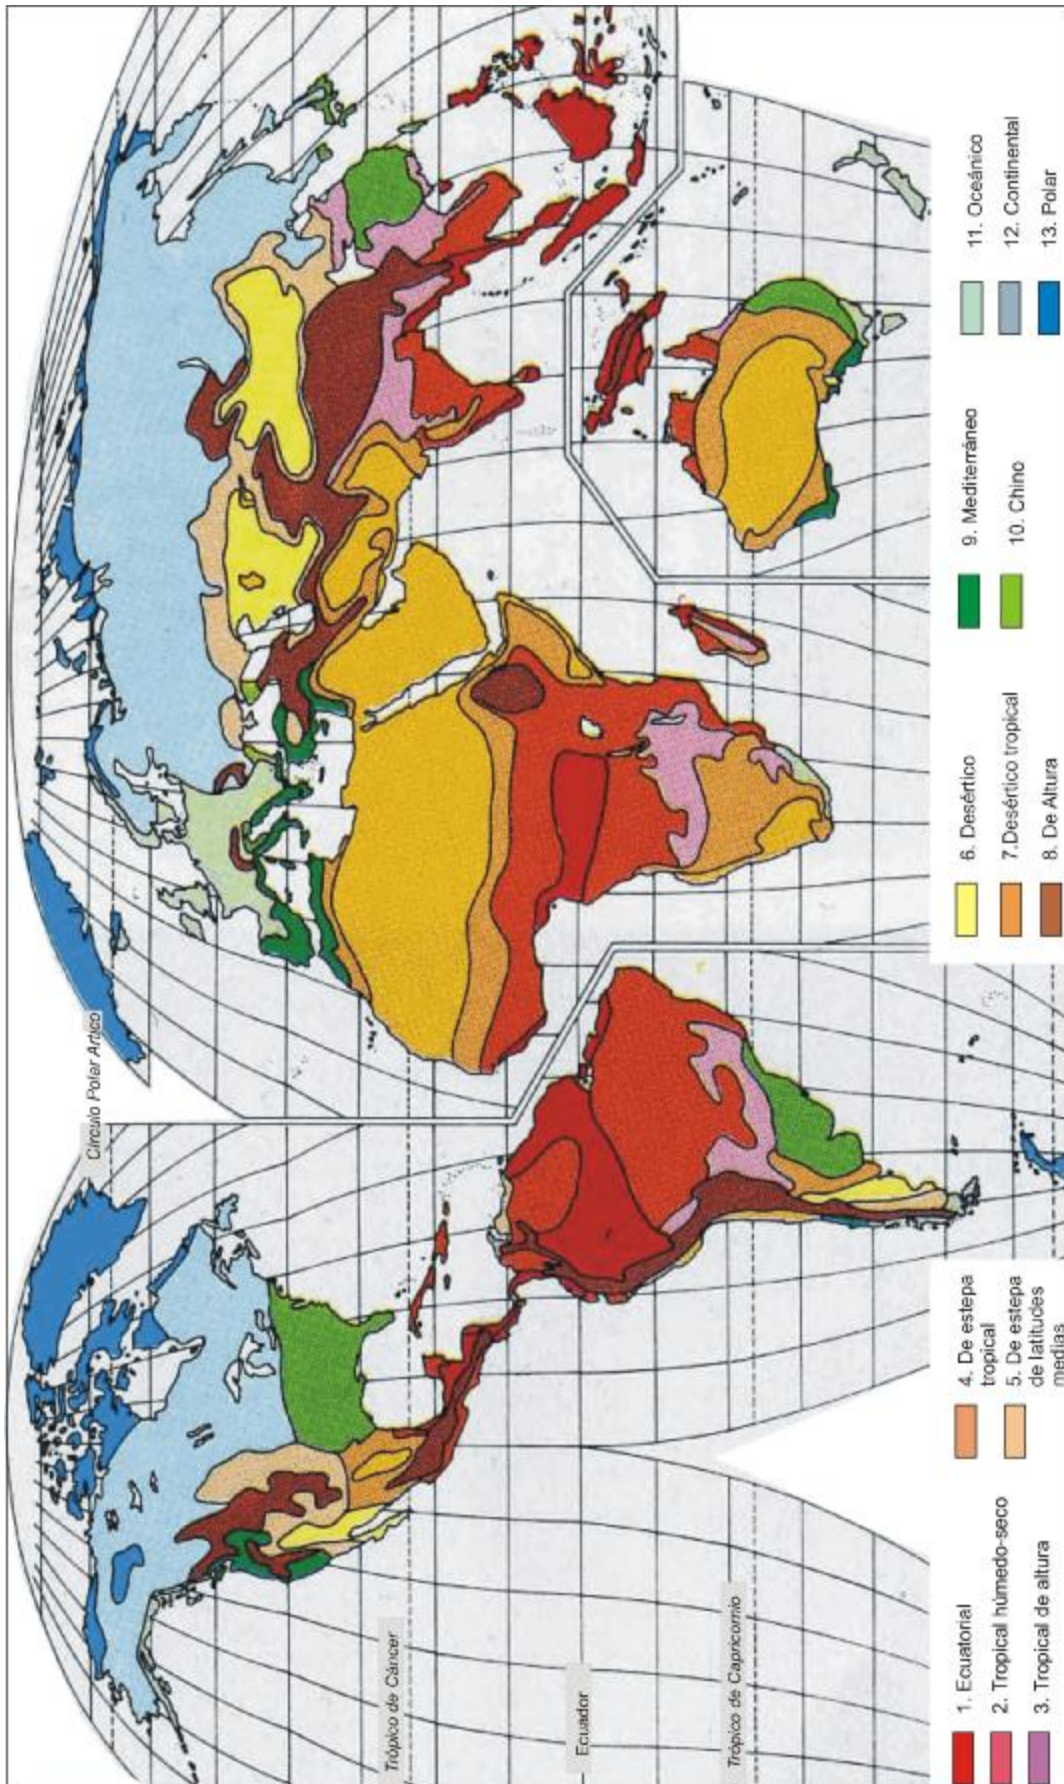 Círculo Polar Artico
Trópico de Cáncer
Ecuador
Trópico de Capricornio
1. Ecuatorial
2. Tropical húmedo-seco
3. Tropical de altura
4. De estepa
tropical
5. De estepa
de latitudes
medias
6. Desértico
7.Desértico tropical
8. De Altura
9. Mediterráneo
10. Chino
11. Oceánico
12. Continental
13. Polar